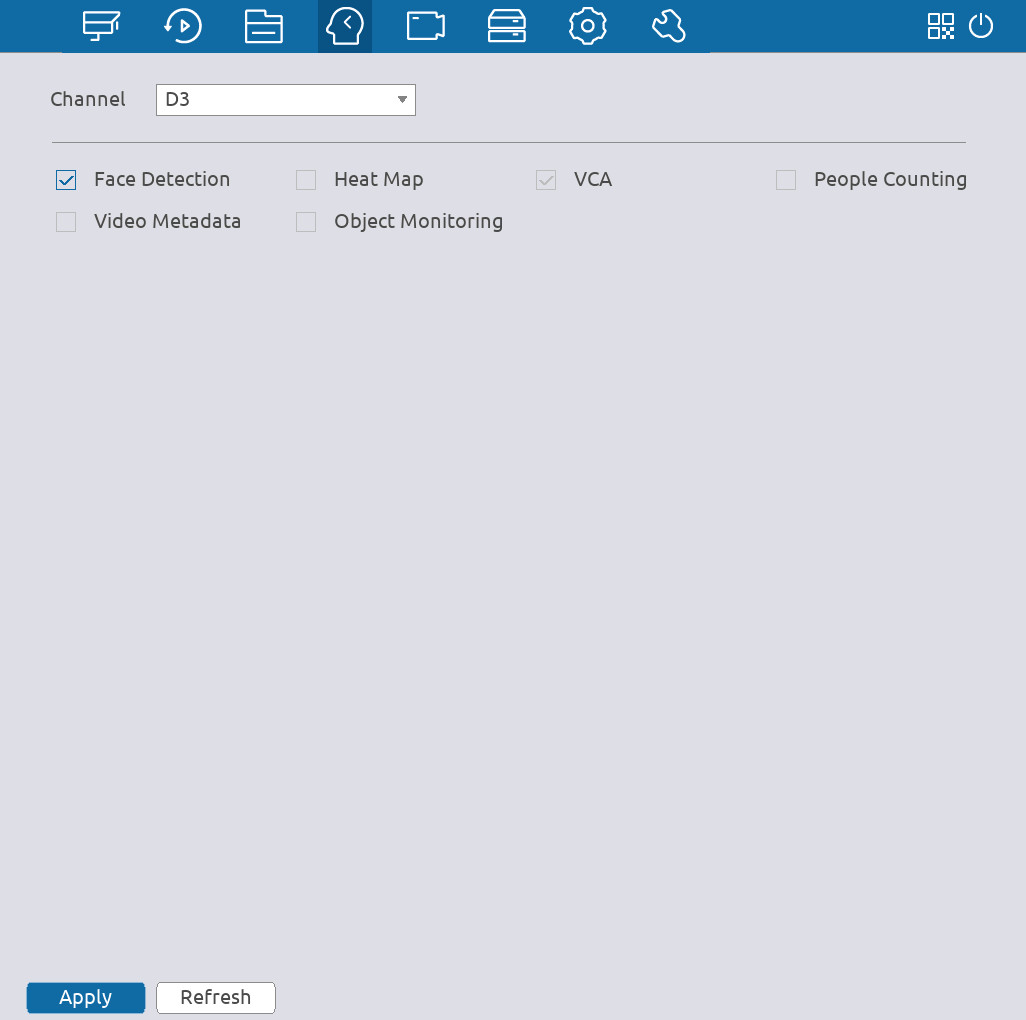 Channel D3
Face Detection Heat Map VCA People Counting
Video Metadata Object Monitoring
Apply Refresh